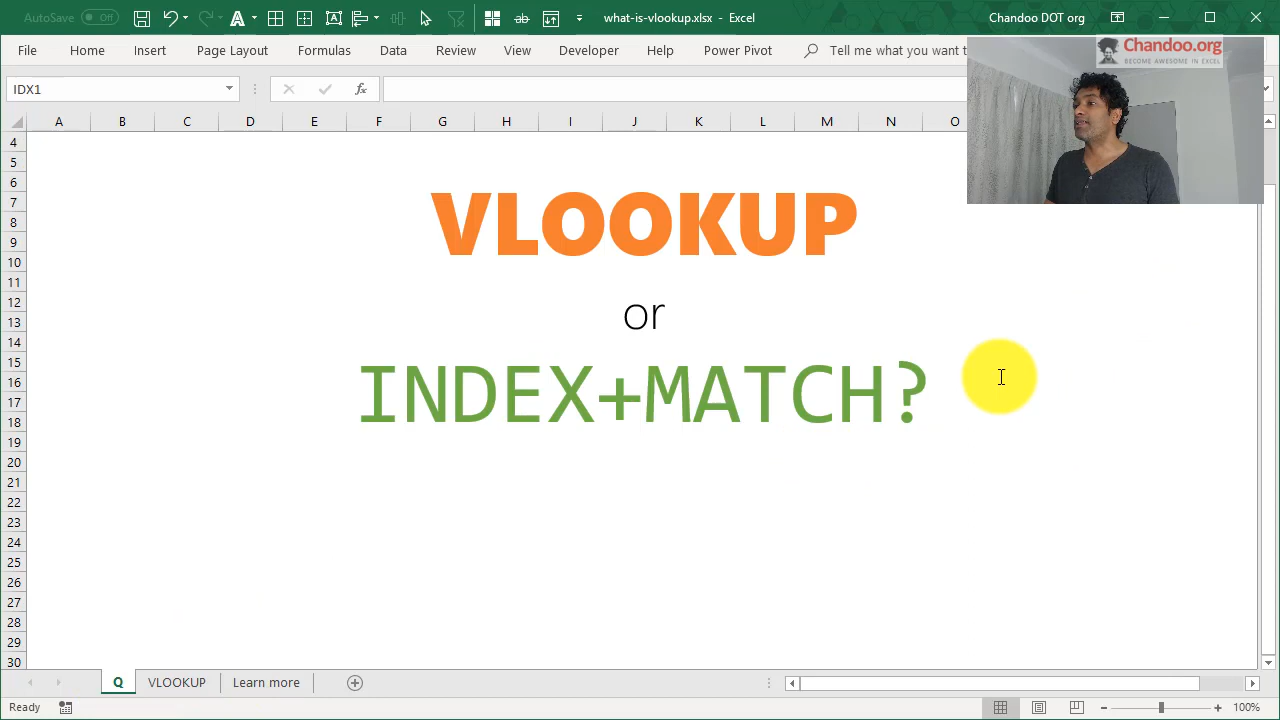 AutoSave Off
what-is-vlookup.xlsx - Excel
Chandoo DOT org
File Home Insert Page Layout Formulas Data Review View Developer Help Power Pivot Tell me what you want t
Chandoo.org
BECOME AWESOME IN EXCEL
IDX1
fx
A B C D E F G H I J K L M N O
4
5
6
7
8
9
10
11
12
13
14
15
16
17
18
19
20
21
22
23
24
25
26
27
28
29
30
VLOOKUP
or
INDEX+MATCH?
Q VLOOKUP Learn more
Ready
100%